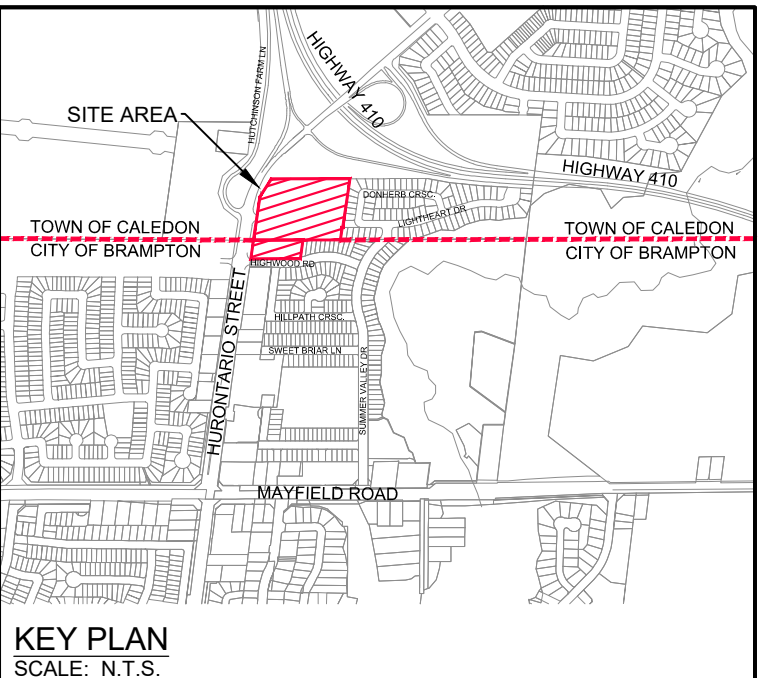 HUTCHINSON FARM LN
HIGHWAY 410
SITE AREA
HIGHWAY 410
DONHERB CRSC.
LIGHTHEART DR
TOWN OF CALEDON
CITY OF BRAMPTON
TOWN OF CALEDON
CITY OF BRAMPTON
HIGHWOOD RD
HURONTARIO STREET
HILLPATH CRSC.
SWEET BRIAR LN
SUMMER VALLEY DR
MAYFIELD ROAD
KEY PLAN
SCALE: N.T.S.